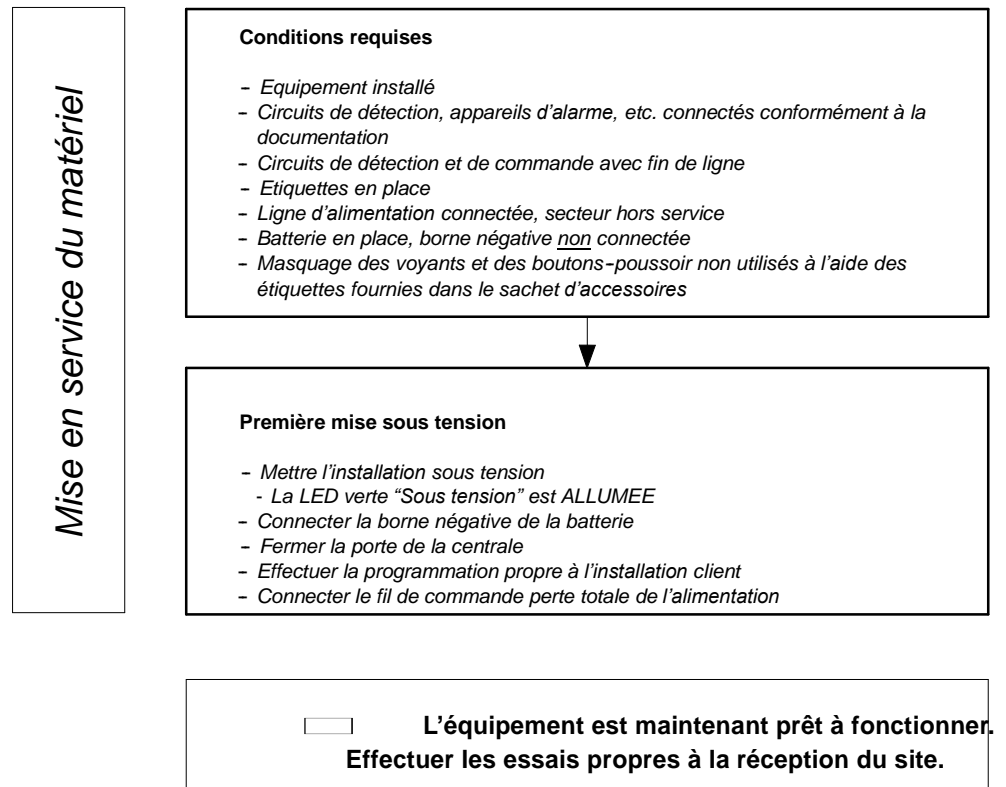 Mise en service du matériel
Conditions requises
- Equipement installé
- Circuits de détection, appareils d'alarme, etc. connectés conformément à la
documentation
- Circuits de détection et de commande avec fin de ligne
- Etiquettes en place
- Ligne d'alimentation connectée, secteur hors service
- Batterie en place, borne négative non connectée
- Masquage des voyants et des boutons-poussoir non utilisés à l'aide des
étiquettes fournies dans le sachet d'accessoires
Première mise sous tension
- Mettre l'installation sous tension
- La LED verte “Sous tension” est ALLUMEE
- Connecter la borne négative de la batterie
- Fermer la porte de la centrale
- Effectuer la programmation propre à l'installation client
- Connecter le fil de commande perte totale de l'alimentation
L'équipement est maintenant prêt à fonctionner.
Effectuer les essais propres à la réception du site.